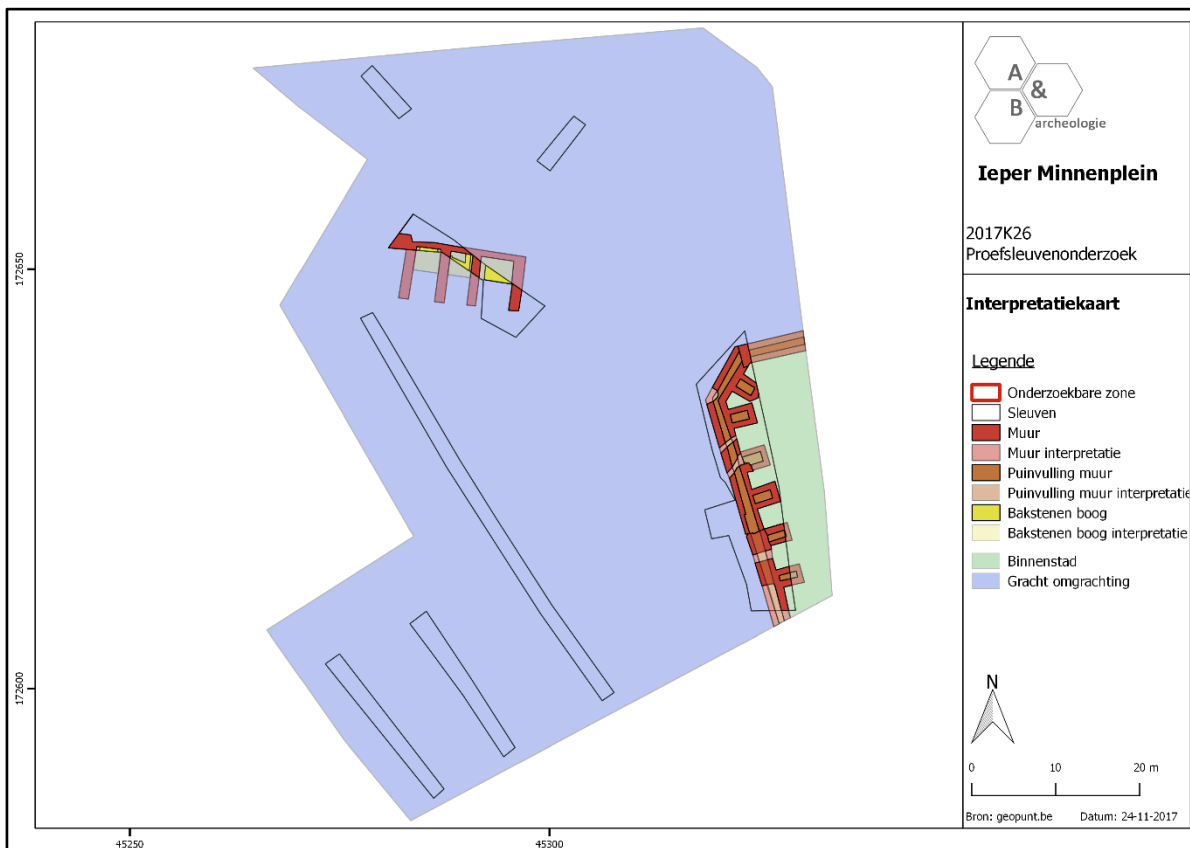 A
&
B
archeologie
Ieper Minnenplein
2017K26
Proefsleuvenonderzoek
Interpretatiekaart
Legende
Onderzoekbare zone
Sleuven
Muur
Muur interpretatie
Puinvulling muur
Puinvulling muur interpretatie
Bakstenen boog
Bakstenen boog interpretatie
Binnenstad
Gracht omgrachting
N
0 10 20 m
Bron: geopunt.be Datum: 24-11-2017
172650
172600
45250 45300